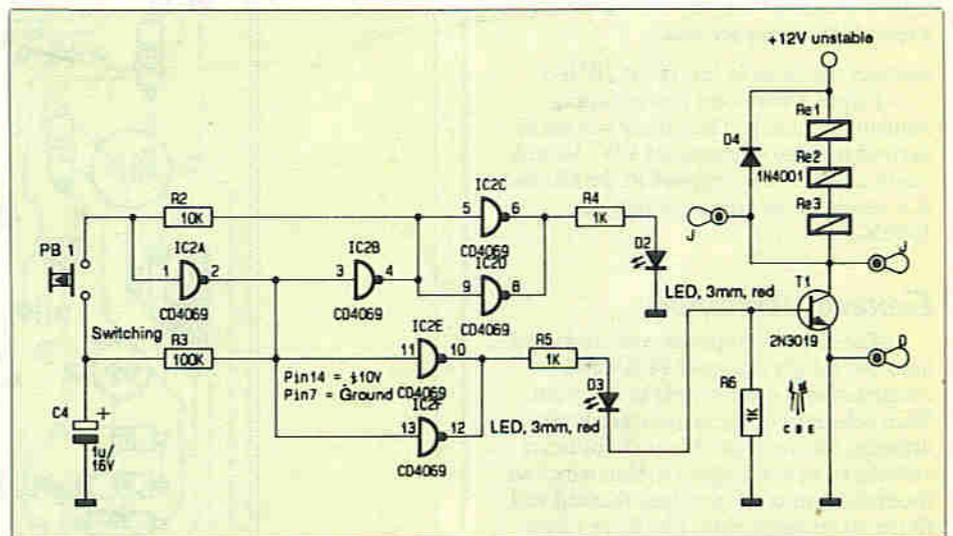 +12V unstable
Re1
D4
1N4001
Re2
Re3
J
J
R2
10K
IC2C
5
6
CD4069
R4
1K
D2
PB 1
IC2A
1
2
CD4069
IC2B
3
4
CD4069
IC2D
9
8
CD4069
LED, 3mm, red
T1
2N3019
D
Switching
R3
100K
IC2E
11
10
CD4069
R5
1K
D3
LED, 3mm, red
R6
1K
C B E
Pin14 = $10V
Pin7 = Ground
IC2F
13
12
CD4069
C4
+
1u/
16V